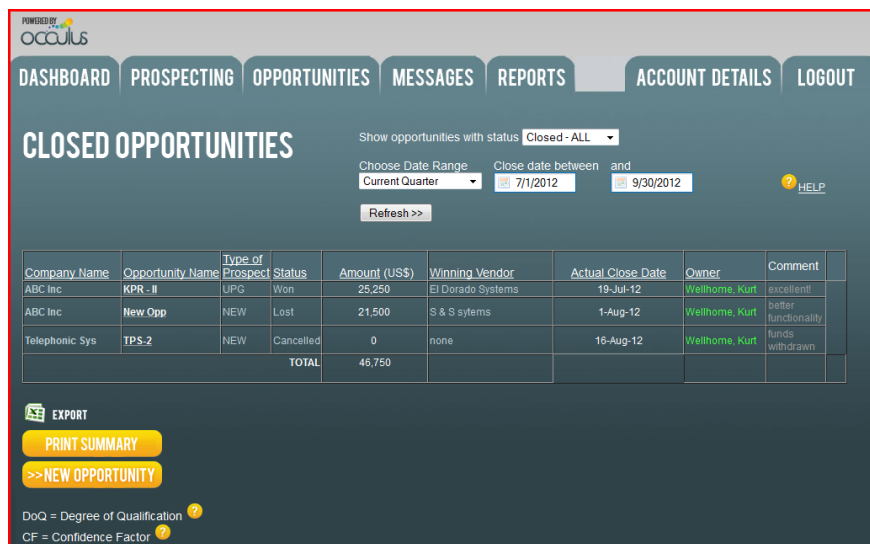 POWERED BY
occulus
DASHBOARD PROSPECTING OPPORTUNITIES MESSAGES REPORTS ACCOUNT DETAILS LOGOUT
CLOSED OPPORTUNITIES
Show opportunities with status Closed - ALL
Choose Date Range Close date between and
Current Quarter 7/1/2012 9/30/2012
? HELP
Refresh >>
Company Name Opportunity Name Type of Prospect Status Amount (US$) Winning Vendor Actual Close Date Owner Comment
ABC Inc KPR - II UPG Won 25,250 El Dorado Systems 19-Jul-12 Wellhome, Kurt excellent!
ABC Inc New Opp NEW Lost 21,500 S & S sytems 1-Aug-12 Wellhome, Kurt better functionality
Telephonic Sys TPS-2 NEW Cancelled 0 none 16-Aug-12 Wellhome, Kurt funds withdrawn
TOTAL 46,750
EXPORT
PRINT SUMMARY
>>NEW OPPORTUNITY
DoQ = Degree of Qualification ?
CF = Confidence Factor ?